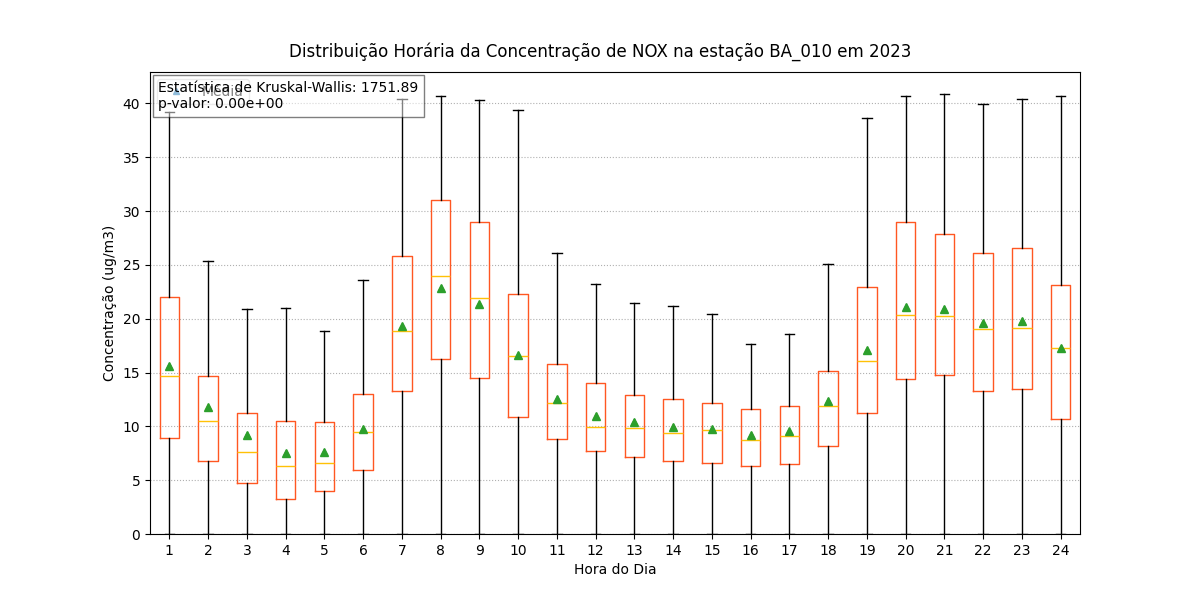 Distribuição Horária da Concentração de NOX na estação BA_010 em 2023
Média
Estatística de Kruskal-Wallis: 1751.89
p-valor: 0.00e+00
Concentração (ug/m3)
40
35
30
25
20
15
10
5
0
1 2 3 4 5 6 7 8 9 10 11 12 13 14 15 16 17 18 19 20 21 22 23 24
Hora do Dia